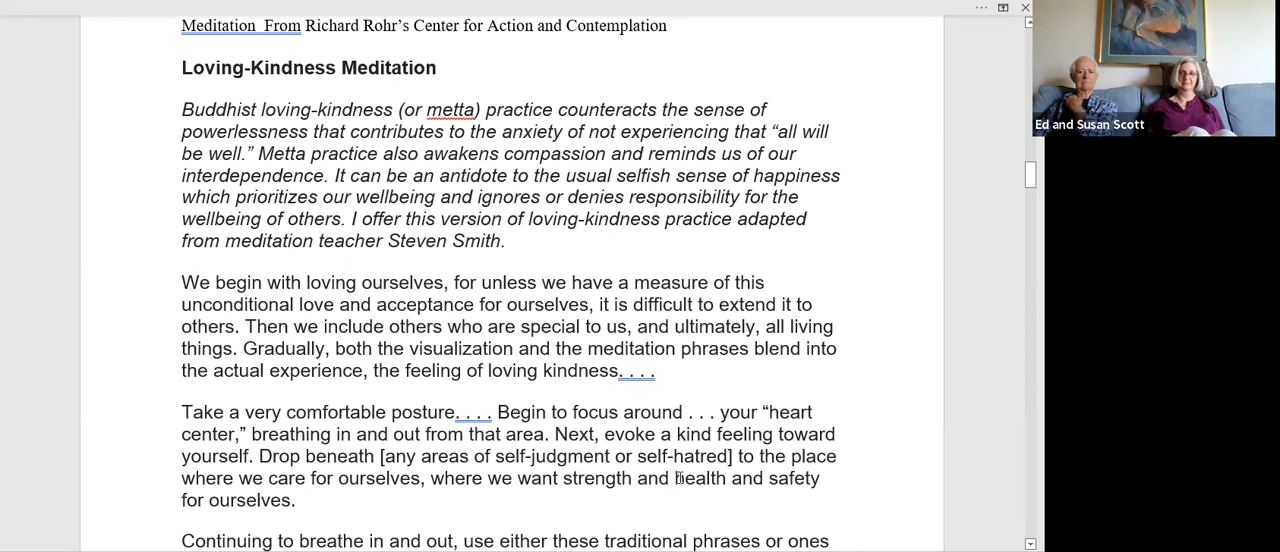 Meditation  From Richard Rohr’s Center for Action and Contemplation
Loving-Kindness Meditation
Buddhist loving-kindness (or metta) practice counteracts the sense of
powerlessness that contributes to the anxiety of not experiencing that “all will
be well.” Metta practice also awakens compassion and reminds us of our
interdependence. It can be an antidote to the usual selfish sense of happiness
which prioritizes our wellbeing and ignores or denies responsibility for the
wellbeing of others. I offer this version of loving-kindness practice adapted
from meditation teacher Steven Smith.
We begin with loving ourselves, for unless we have a measure of this
unconditional love and acceptance for ourselves, it is difficult to extend it to
others. Then we include others who are special to us, and ultimately, all living
things. Gradually, both the visualization and the meditation phrases blend into
the actual experience, the feeling of loving kindness. . . .
Take a very comfortable posture. . . . Begin to focus around . . . your “heart
center,” breathing in and out from that area. Next, evoke a kind feeling toward
yourself. Drop beneath [any areas of self-judgment or self-hatred] to the place
where we care for ourselves, where we want strength and health and safety
for ourselves.
Continuing to breathe in and out, use either these traditional phrases or ones
Ed and Susan Scott